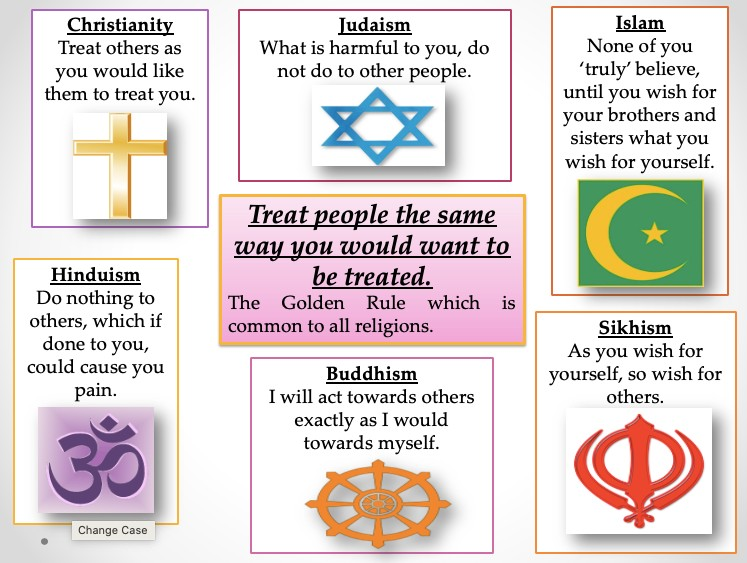 Christianity
Treat others as
you would like
them to treat you.
Judaism
What is harmful to you, do
not do to other people.
Islam
None of you
‘truly’ believe,
until you wish for
your brothers and
sisters what you
wish for yourself.
Treat people the same
way you would want to
be treated.
The Golden Rule which is
common to all religions.
Hinduism
Do nothing to
others, which if
done to you,
could cause you
pain.
Change Case
Buddhism
I will act towards others
exactly as I would
towards myself.
Sikhism
As you wish for
yourself, so wish for
others.